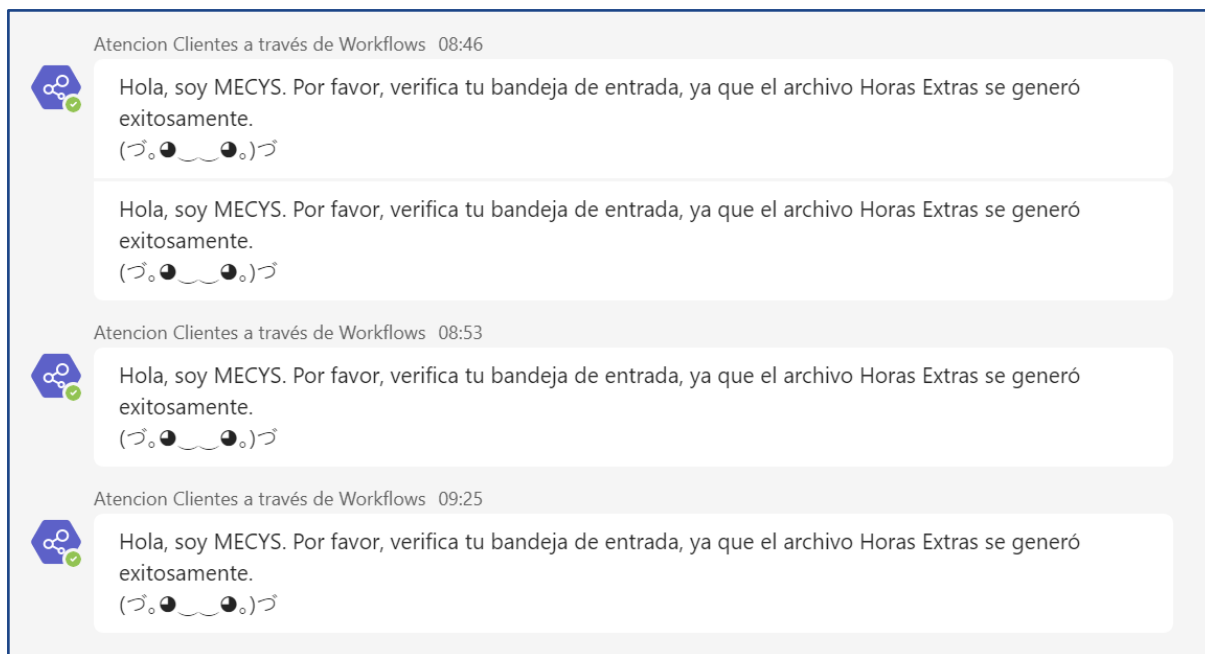 Atencion Clientes a través de Workflows 08:46
Hola, soy MECYS. Por favor, verifica tu bandeja de entrada, ya que el archivo Horas Extras se generó
exitosamente.
(づ｡◕‿‿◕｡)づ
Hola, soy MECYS. Por favor, verifica tu bandeja de entrada, ya que el archivo Horas Extras se generó
exitosamente.
(づ｡◕‿‿◕｡)づ
Atencion Clientes a través de Workflows 08:53
Hola, soy MECYS. Por favor, verifica tu bandeja de entrada, ya que el archivo Horas Extras se generó
exitosamente.
(づ｡◕‿‿◕｡)づ
Atencion Clientes a través de Workflows 09:25
Hola, soy MECYS. Por favor, verifica tu bandeja de entrada, ya que el archivo Horas Extras se generó
exitosamente.
(づ｡◕‿‿◕｡)づ